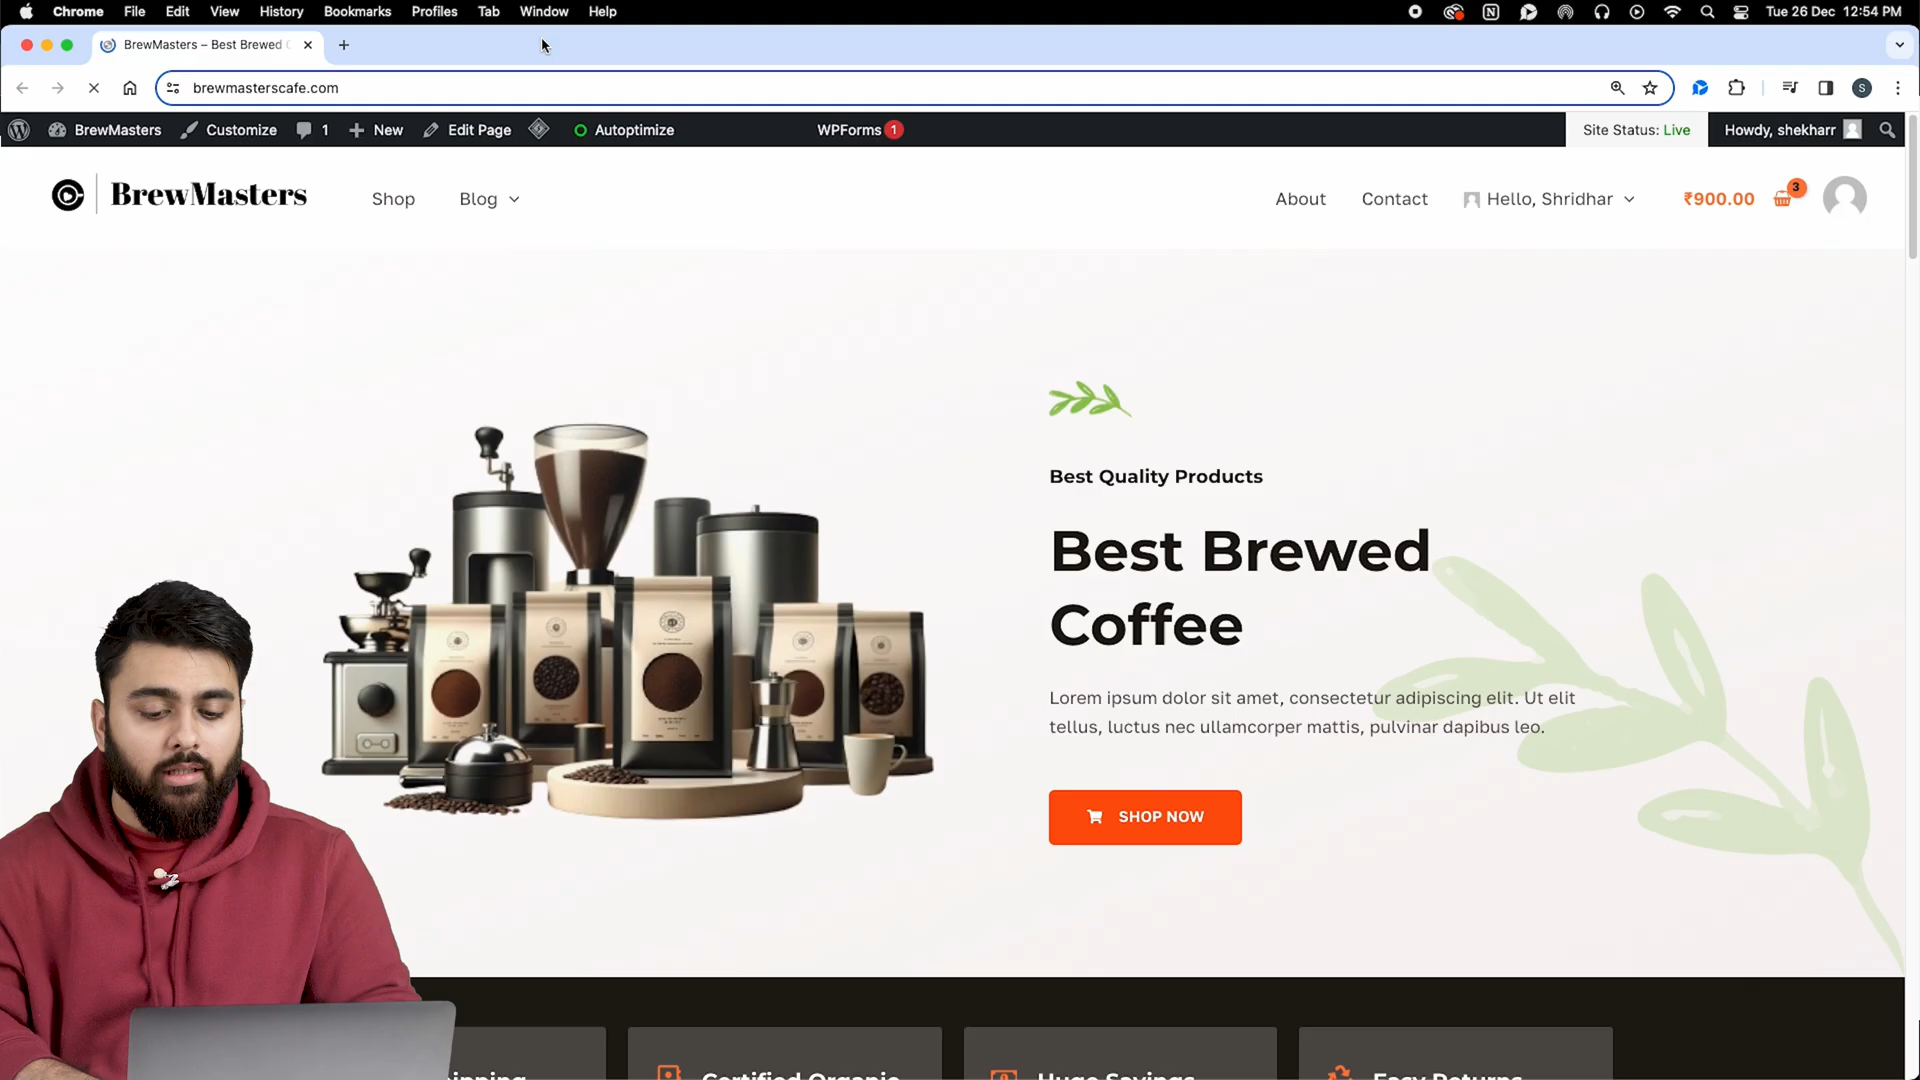 Chrome File Edit View History Bookmarks Profiles Tab Window Help Tue 26 Dec 12:54 PM
BrewMasters – Best Brewed
brewmasterscafe.com S
BrewMasters Customize 1 New Edit Page Autoptimize WPForms 1 Site Status: Live Howdy, shekharr
BrewMasters Shop Blog About Contact Hello, Shridhar ₹900.00 3
Best Quality Products
Best Brewed
Coffee
Lorem ipsum dolor sit amet, consectetur adipiscing elit. Ut elit
tellus, luctus nec ullamcorper mattis, pulvinar dapibus leo.
SHOP NOW
Certified Organic Huge Savings Easy Returns